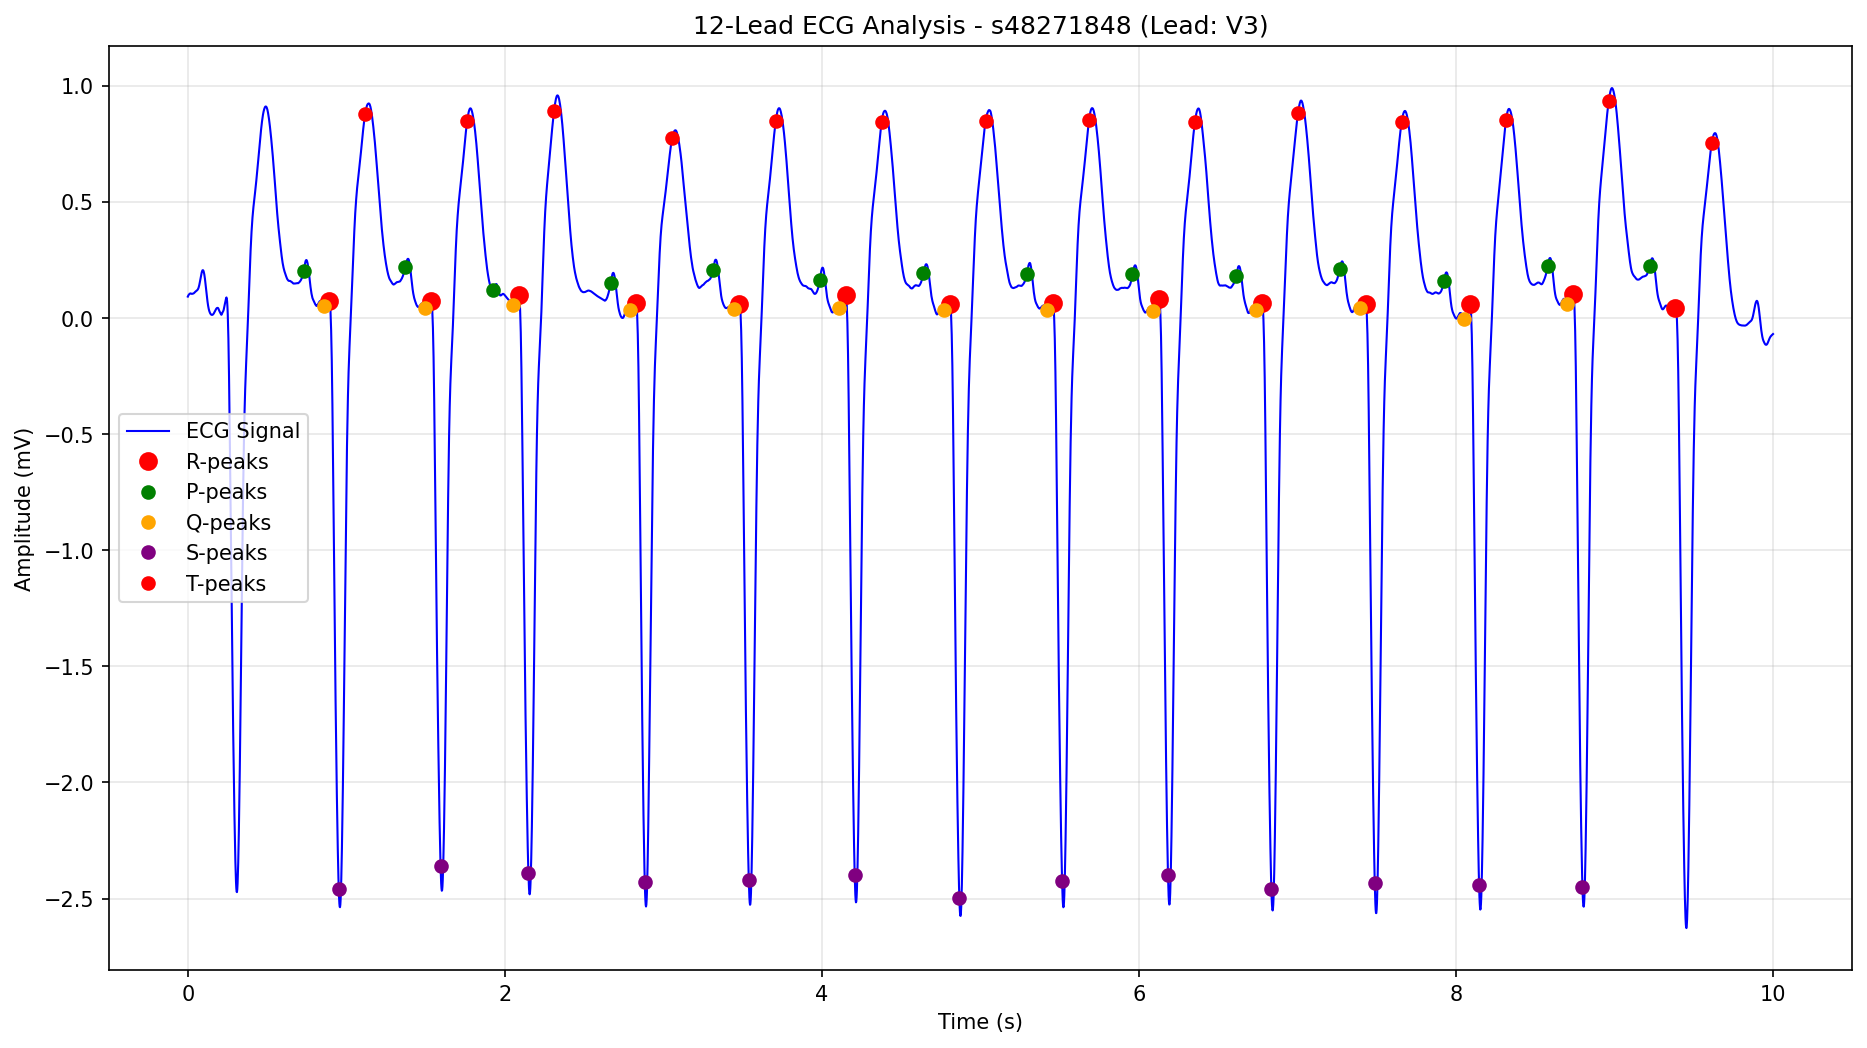 12-Lead ECG Analysis - s48271848 (Lead: V3)
Amplitude (mV)
1.0
0.5
0.0
−0.5
−1.0
−1.5
−2.0
−2.5
ECG Signal
R-peaks
P-peaks
Q-peaks
S-peaks
T-peaks
0 2 4 6 8 10
Time (s)